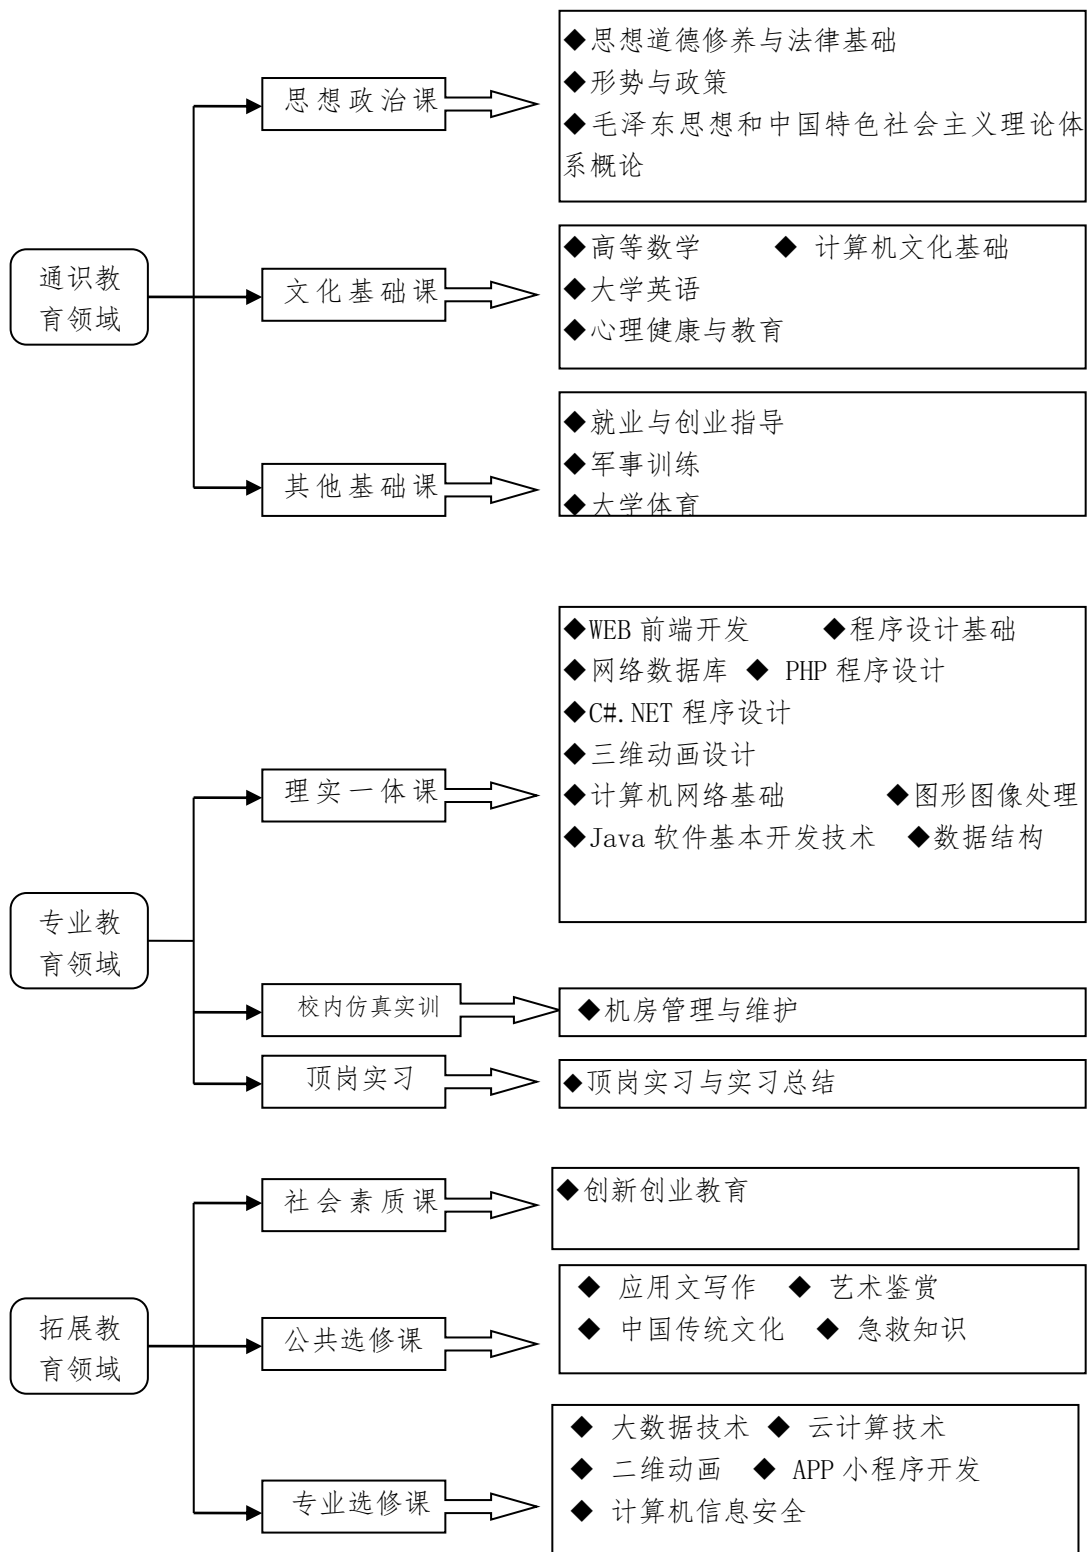 通识教
育领域
思想政治课
◆思想道德修养与法律基础
◆形势与政策
◆毛泽东思想和中国特色社会主义理论体
系概论
文化基础课
◆高等数学 ◆ 计算机文化基础
◆大学英语
◆心理健康与教育
其他基础课
◆就业与创业指导
◆军事训练
◆大学体育
专业教
育领域
理实一体课
◆WEB 前端开发 ◆程序设计基础
◆网络数据库 ◆ PHP 程序设计
◆C#.NET 程序设计
◆三维动画设计
◆计算机网络基础 ◆图形图像处理
◆Java 软件基本开发技术 ◆数据结构
校内仿真实训
◆机房管理与维护
顶岗实习
◆顶岗实习与实习总结
拓展教
育领域
社会素质课
◆创新创业教育
公共选修课
◆ 应用文写作 ◆ 艺术鉴赏
◆ 中国传统文化 ◆ 急救知识
专业选修课
◆ 大数据技术 ◆ 云计算技术
◆ 二维动画 ◆ APP 小程序开发
◆ 计算机信息安全